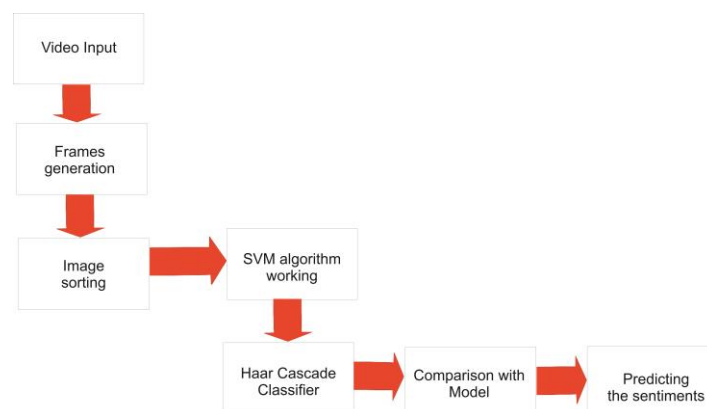 Video Input
Frames
generation
Image
sorting
SVM algorithm
working
Haar Cascade
Classifier
Comparison with
Model
Predicting
the sentiments